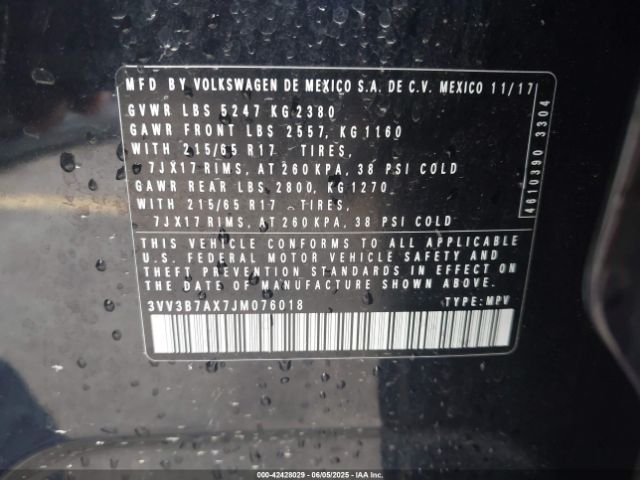 MFD BY VOLKSWAGEN DE MEXICO S.A. DE C.V. MEXICO 11/17
GVWR LBS 5247 KG 2380
GAWR FRONT LBS 2557, KG 1160
WITH 215/65 R17 TIRES,
7JX17 RIMS, AT 260 KPA, 38 PSI COLD
GAWR REAR LBS 2800, KG 1270,
WITH 215/65 R17 -TIRES,
7JX17 RIMS, AT 260 KPA, 38 PSI COLD
4610390 3304
THIS VEHICLE CONFORMS TO ALL APPLICABLE
U.S. FEDERAL MOTOR VEHICLE SAFETY AND
THEFT PREVENTION STANDARDS IN EFFECT ON
THE DATE OF MANUFACTURE SHOWN ABOVE.
3VV3B7AX7JM076018 TYPE: MPV
000-42428029 - 06/05/2025 - IAA Inc.